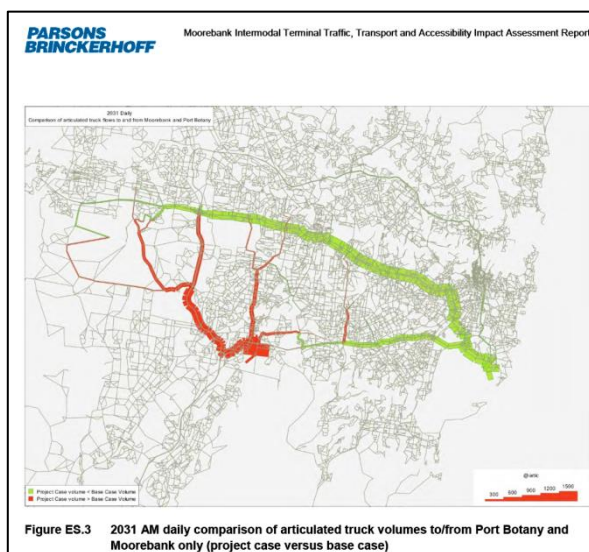 PARSONS
BRINCKERHOFF
Moorebank Intermodal Terminal Traffic, Transport and Accessibility Impact Assessment Report
2031 Daily
Comparison of articulated truck flows to and from Moorebank and Port Botany
Project Case volume < Base Case Volume
Project Case volume > Base Case Volume
300 600 900 1200 1500
Figure ES.3 2031 AM daily comparison of articulated truck volumes to/from Port Botany and
Moorebank only (project case versus base case)